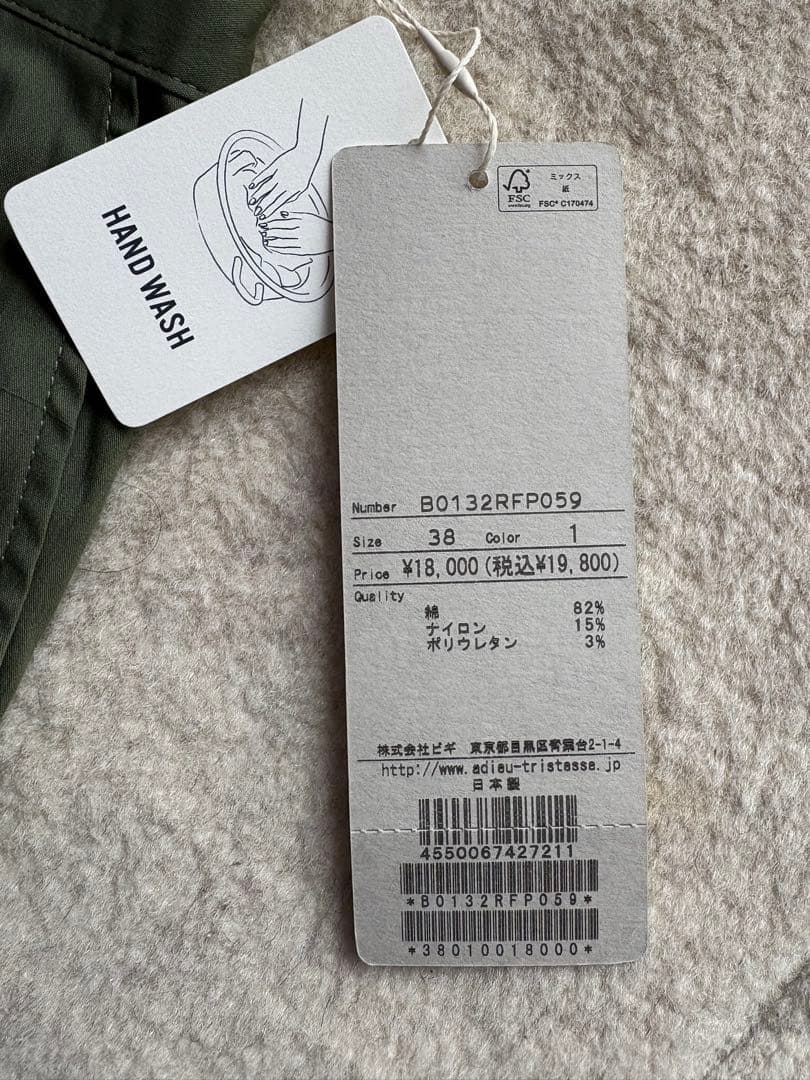 HAND WASH
FSC
www.fsc.org
ミックス
紙
FSC® C170474
Number B0132RFP059
Size 38 Color 1
Price ¥18,000(税込¥19,800)
Quality
綿 82%
ナイロン 15%
ポリウレタン 3%
株式会社ビギ 東京都目黒区青葉台2-1-4
http://www.adieu-tristesse.jp
日本製
4550067427211
*B0132RFP059*
*38010018000*